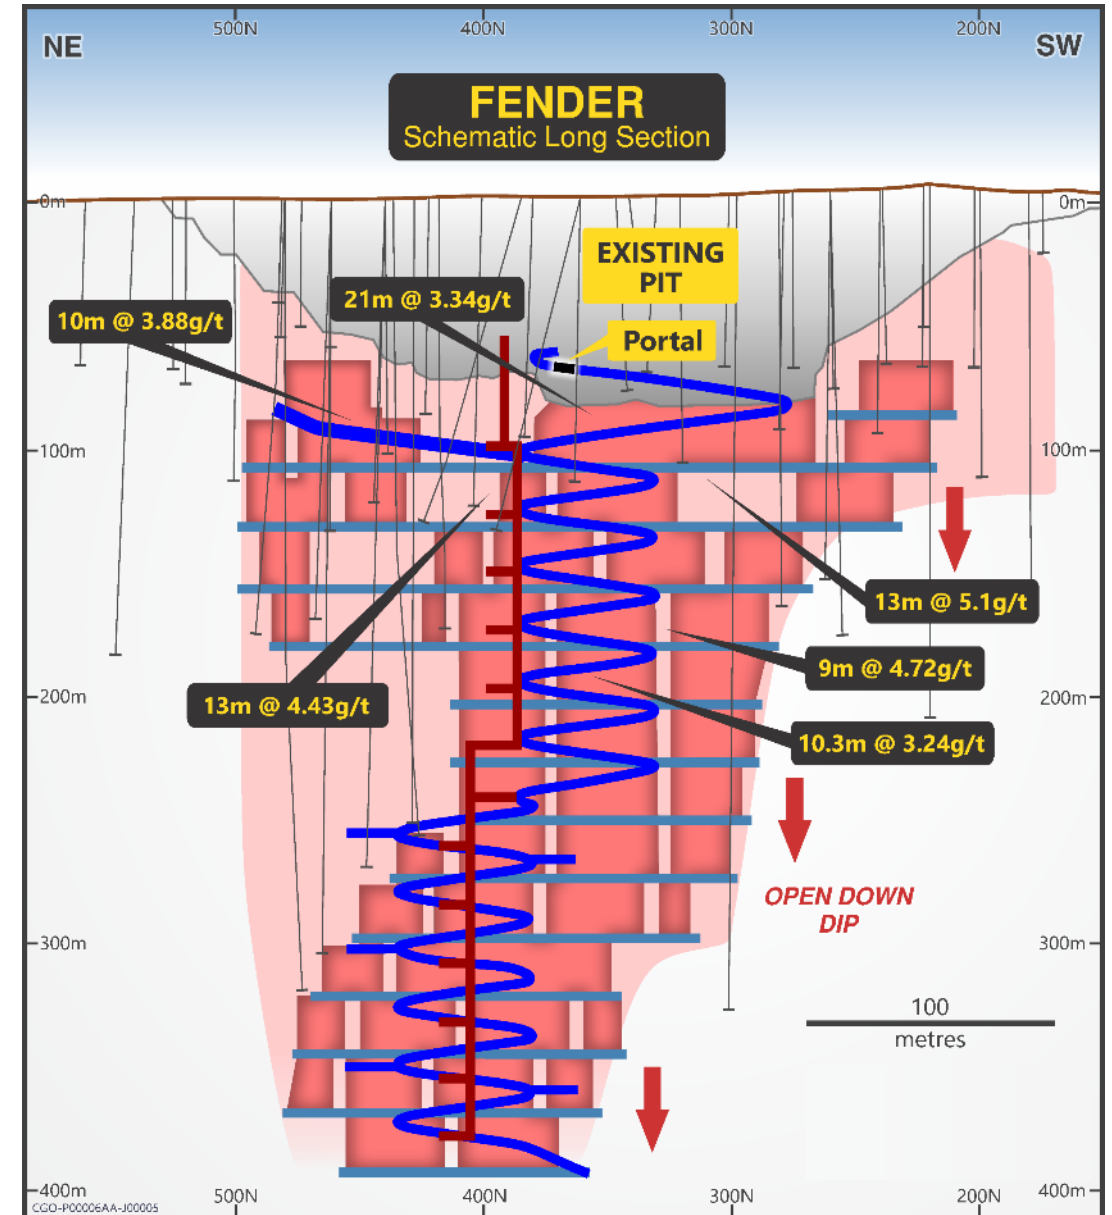 500N
400N
300N
200N
NE
SW
FENDER
Schematic Long Section
0m
0m
EXISTING
PIT
21m @ 3.34g/t
10m @ 3.88g/t
Portal
100m
100m
13m @ 5.1g/t
9m @ 4.72g/t
13m @ 4.43g/t
200m
200m
10.3m @ 3.24g/t
OPEN DOWN
DIP
300m
300m
100
metres
400m
400m
500N
400N
300N
200N
CGO-P00006AA-J00005